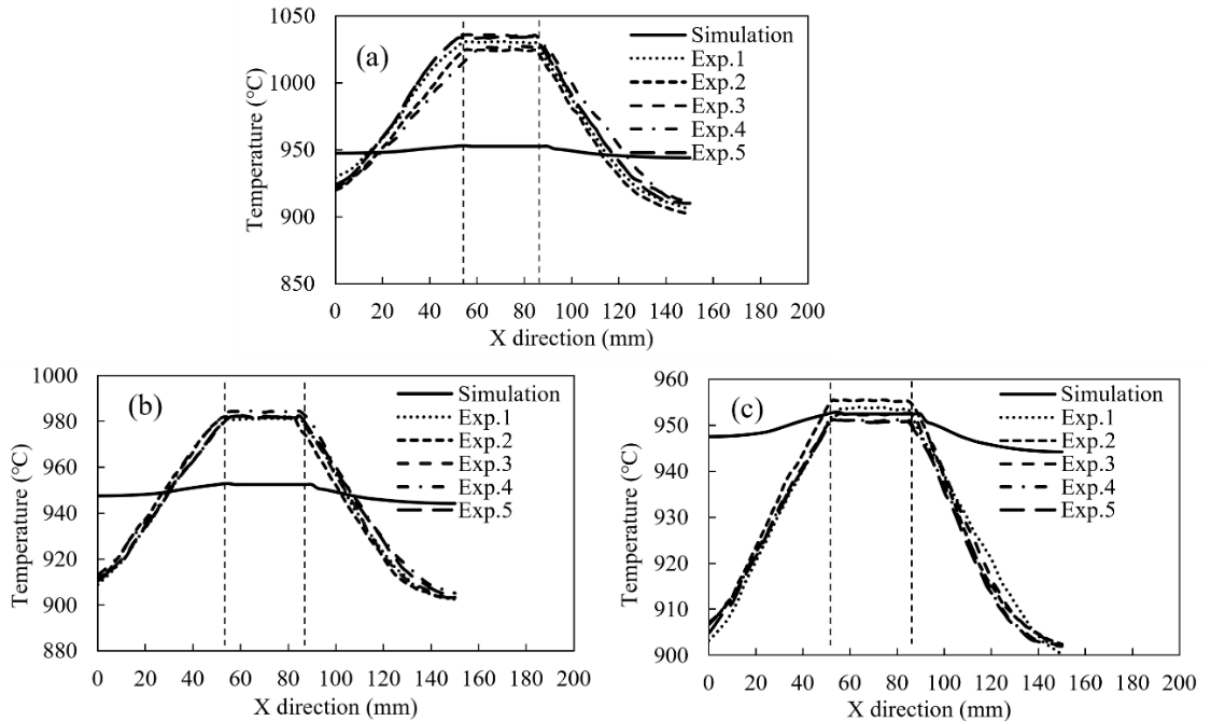 1050
(a)
Simulation
Exp.1
Exp.2
Exp.3
Exp.4
Exp.5
1000
950
900
850
Temperature (°C)
0 20 40 60 80 100 120 140 160 180 200
X direction (mm)
1000
(b)
Simulation
Exp.1
Exp.2
Exp.3
Exp.4
Exp.5
980
960
940
920
900
880
Temperature (°C)
0 20 40 60 80 100 120 140 160 180 200
X direction (mm)
960
(c)
Simulation
Exp.1
Exp.2
Exp.3
Exp.4
Exp.5
950
940
930
920
910
900
Temperature (°C)
0 20 40 60 80 100 120 140 160 180 200
X direction (mm)